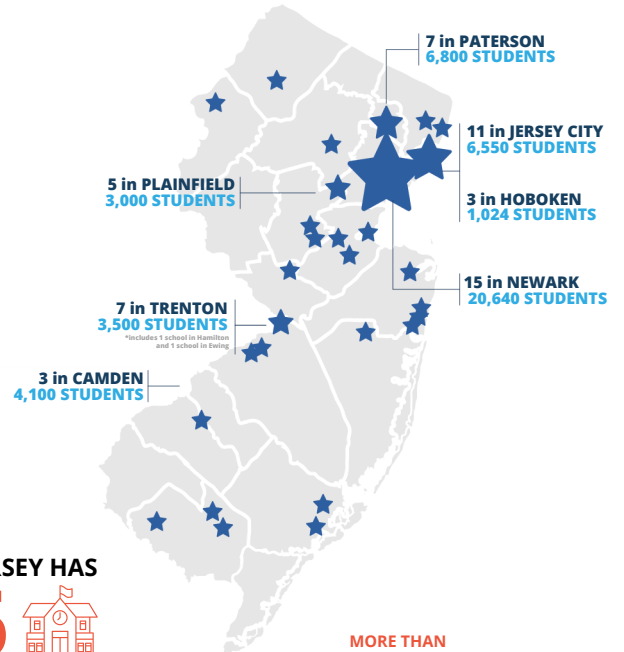 7 in PATERSON
6,800 STUDENTS
11 in JERSEY CITY
6,550 STUDENTS
5 in PLAINFIELD
3,000 STUDENTS
3 in HOBOKEN
1,024 STUDENTS
15 in NEWARK
20,640 STUDENTS
7 in TRENTON
3,500 STUDENTS
*includes 1 school in Hamilton
and 1 school in Ewing
3 in CAMDEN
4,100 STUDENTS
RSEY HAS
MORE THAN